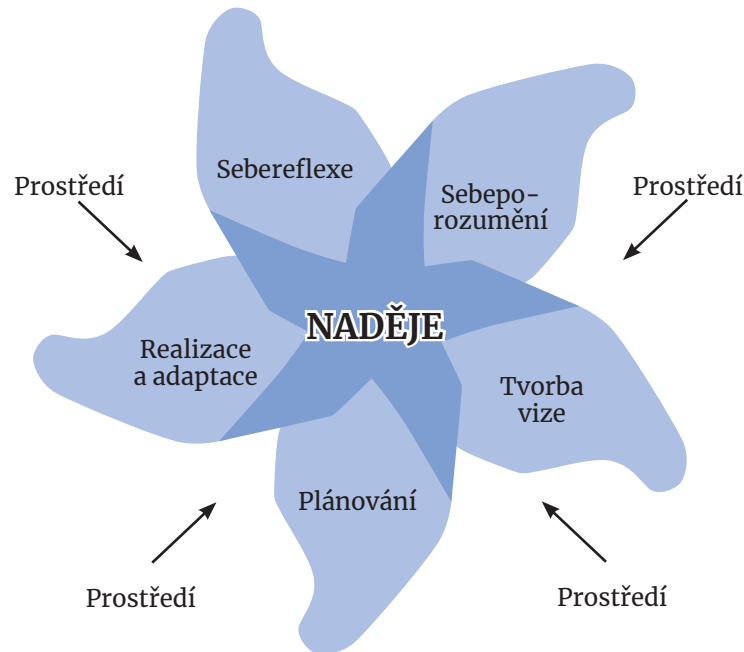 Sebereflexe
Prostředí
Prostředí
Sebepo-
rozumění
NADĚJE
Realizace
a adaptace
Tvorba
vize
Plánování
Prostředí
Prostředí